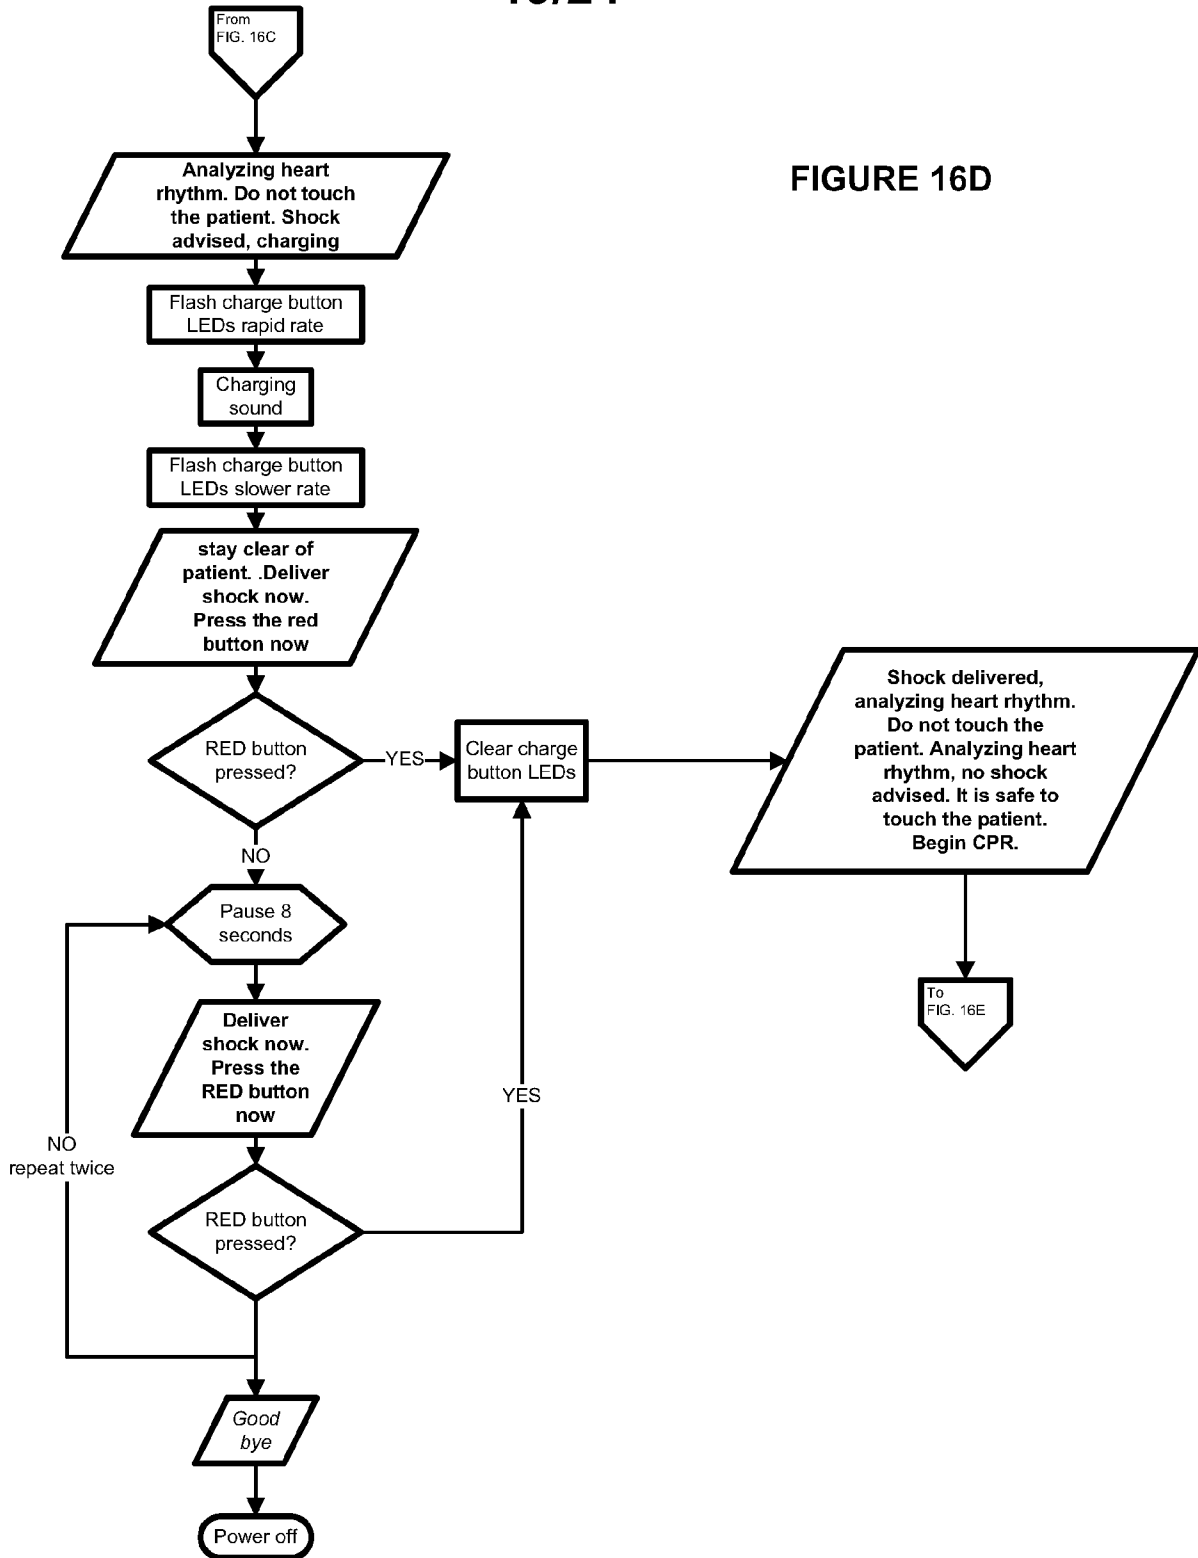 From
FIG. 16C
FIGURE 16D
Analyzing heart
rhythm. Do not touch
the patient. Shock
advised, charging
Flash charge button
LEDs rapid rate
Charging
sound
Flash charge button
LEDs slower rate
stay clear of
patient. .Deliver
shock now.
Press the red
button now
RED button
pressed?
YES
Clear charge
button LEDs
Shock delivered,
analyzing heart rhythm.
Do not touch the
patient. Analyzing heart
rhythm, no shock
advised. It is safe to
touch the patient.
Begin CPR.
NO
Pause 8
seconds
To
FIG. 16E
Deliver
shock now.
Press the
RED button
now
YES
NO
repeat twice
RED button
pressed?
Good
bye
Power off